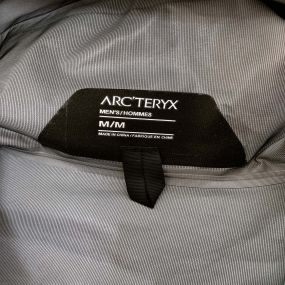 ARC'TERYX
MEN'S/HOMMES
M/M
MADE IN CHINA / FABRIQUÉ EN CHINE